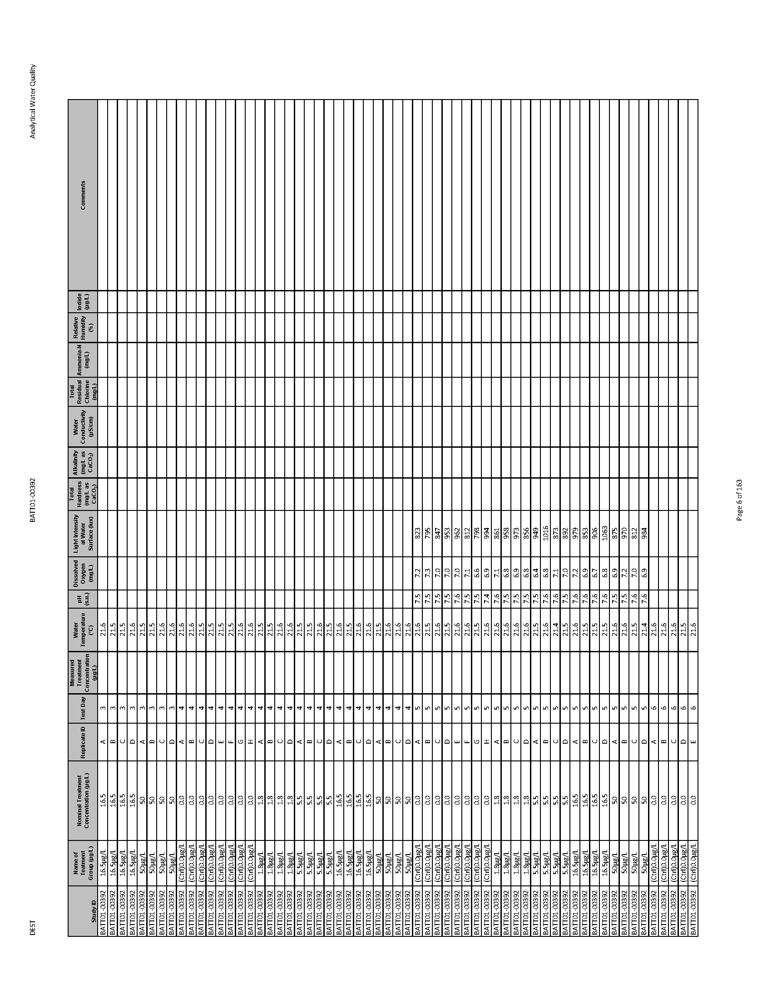 DEST BATT01-00392 Analytical Water Quality
Study ID | Name of Treatment Group (µg/L) | Nominal Treatment Concentration (µg/L) | Replicate ID | Test Day | Measured Treatment Concentration (µg/L) | Water Temperature (°C) | pH (s.u.) | Dissolved Oxygen (mg/L) | Light Intensity at Water Surface (lux) | Total Hardness (mg/L as CaCO₃) | Alkalinity (mg/L as CaCO₃) | Water Conductivity (µS/cm) | Total Residual Chlorine (mg/L) | Ammonia-N (mg/L) | Relative Humidity (%) | Iodide (µg/L) | Comments
BATT01-00392 16.5µg/L 16.5 A 3 21.6
BATT01-00392 16.5µg/L 16.5 B 3 21.5
BATT01-00392 16.5µg/L 16.5 C 3 21.5
BATT01-00392 16.5µg/L 16.5 D 3 21.6
BATT01-00392 50µg/L 50 A 3 21.5
BATT01-00392 50µg/L 50 B 3 21.5
BATT01-00392 50µg/L 50 C 3 21.6
BATT01-00392 50µg/L 50 D 3 21.6
BATT01-00392 (Ctrl)0.0µg/L 0.0 A 4 21.6
BATT01-00392 (Ctrl)0.0µg/L 0.0 B 4 21.6
BATT01-00392 (Ctrl)0.0µg/L 0.0 C 4 21.5
BATT01-00392 (Ctrl)0.0µg/L 0.0 D 4 21.5
BATT01-00392 (Ctrl)0.0µg/L 0.0 E 4 21.5
BATT01-00392 (Ctrl)0.0µg/L 0.0 F 4 21.5
BATT01-00392 (Ctrl)0.0µg/L 0.0 G 4 21.6
BATT01-00392 (Ctrl)0.0µg/L 0.0 H 4 21.6
BATT01-00392 1.8µg/L 1.8 A 4 21.5
BATT01-00392 1.8µg/L 1.8 B 4 21.5
BATT01-00392 1.8µg/L 1.8 C 4 21.6
BATT01-00392 1.8µg/L 1.8 D 4 21.6
BATT01-00392 5.5µg/L 5.5 A 4 21.5
BATT01-00392 5.5µg/L 5.5 B 4 21.5
BATT01-00392 5.5µg/L 5.5 C 4 21.6
BATT01-00392 5.5µg/L 5.5 D 4 21.5
BATT01-00392 16.5µg/L 16.5 A 4 21.6
BATT01-00392 16.5µg/L 16.5 B 4 21.5
BATT01-00392 16.5µg/L 16.5 C 4 21.6
BATT01-00392 16.5µg/L 16.5 D 4 21.6
BATT01-00392 50µg/L 50 A 4 21.5
BATT01-00392 50µg/L 50 B 4 21.6
BATT01-00392 50µg/L 50 C 4 21.6
BATT01-00392 50µg/L 50 D 4 21.6
BATT01-00392 (Ctrl)0.0µg/L 0.0 A 5 21.6 7.5 7.2 823
BATT01-00392 (Ctrl)0.0µg/L 0.0 B 5 21.5 7.5 7.3 795
BATT01-00392 (Ctrl)0.0µg/L 0.0 C 5 21.6 7.5 7.0 847
BATT01-00392 (Ctrl)0.0µg/L 0.0 D 5 21.5 7.5 7.0 953
BATT01-00392 (Ctrl)0.0µg/L 0.0 E 5 21.6 7.6 7.0 962
BATT01-00392 (Ctrl)0.0µg/L 0.0 F 5 21.6 7.5 7.1 812
BATT01-00392 (Ctrl)0.0µg/L 0.0 G 5 21.5 7.5 6.6 798
BATT01-00392 (Ctrl)0.0µg/L 0.0 H 5 21.6 7.4 6.9 994
BATT01-00392 1.8µg/L 1.8 A 5 21.5 7.6 7.1 861
BATT01-00392 1.8µg/L 1.8 B 5 21.6 7.5 6.8 958
BATT01-00392 1.8µg/L 1.8 C 5 21.6 7.5 6.9 973
BATT01-00392 1.8µg/L 1.8 D 5 21.6 7.5 6.8 856
BATT01-00392 5.5µg/L 5.5 A 5 21.5 7.5 6.4 949
BATT01-00392 5.5µg/L 5.5 B 5 21.6 7.6 6.8 1016
BATT01-00392 5.5µg/L 5.5 C 5 21.4 7.6 7.1 873
BATT01-00392 5.5µg/L 5.5 D 5 21.5 7.5 7.0 892
BATT01-00392 16.5µg/L 16.5 A 5 21.6 7.6 7.2 979
BATT01-00392 16.5µg/L 16.5 B 5 21.5 7.6 6.9 853
BATT01-00392 16.5µg/L 16.5 C 5 21.5 7.6 6.7 906
BATT01-00392 16.5µg/L 16.5 D 5 21.5 7.6 6.8 1063
BATT01-00392 50µg/L 50 A 5 21.6 7.5 6.9 875
BATT01-00392 50µg/L 50 B 5 21.6 7.5 7.2 970
BATT01-00392 50µg/L 50 C 5 21.5 7.6 7.0 812
BATT01-00392 50µg/L 50 D 5 21.4 7.6 6.9 984
BATT01-00392 (Ctrl)0.0µg/L 0.0 A 6 21.6
BATT01-00392 (Ctrl)0.0µg/L 0.0 B 6 21.6
BATT01-00392 (Ctrl)0.0µg/L 0.0 C 6 21.6
BATT01-00392 (Ctrl)0.0µg/L 0.0 D 6 21.5
BATT01-00392 (Ctrl)0.0µg/L 0.0 E 6 21.6
Page 6 of 163